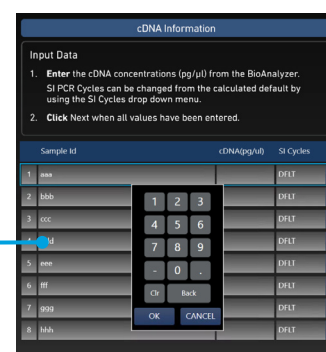 cDNA Information
Input Data
1. Enter the cDNA concentrations (pg/µl) from the BioAnalyzer.
SI PCR Cycles can be changed from the calculated default by
using the SI Cycles drop down menu.
2. Click Next when all values have been entered.
Sample Id cDNA(pg/ul) SI Cycles
1 aaa DFLT
2 bbb DFLT
3 ccc DFLT
DFLT
5 eee DFLT
6 fff DFLT
7 ggg DFLT
8 hhh DFLT
1 2 3
4 5 6
7 8 9
- 0 .
Clr Back
OK CANCEL